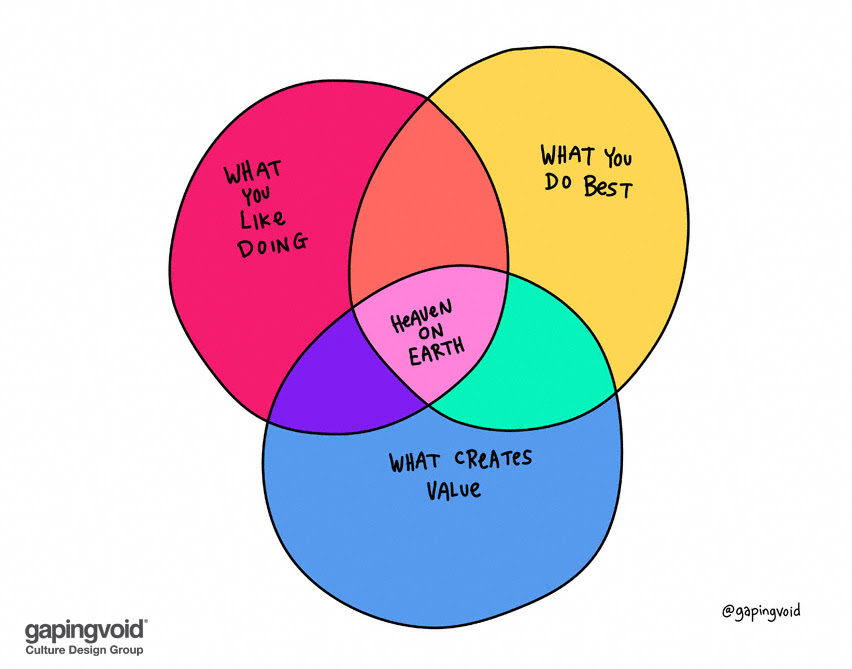 WHAT
YOU
LIKE
DOING
WHAT YOU
DO BEST
HEAVEN
ON
EARTH
WHAT CREATES
VALUE
@gapingvoid
gapingvoid®
Culture Design Group